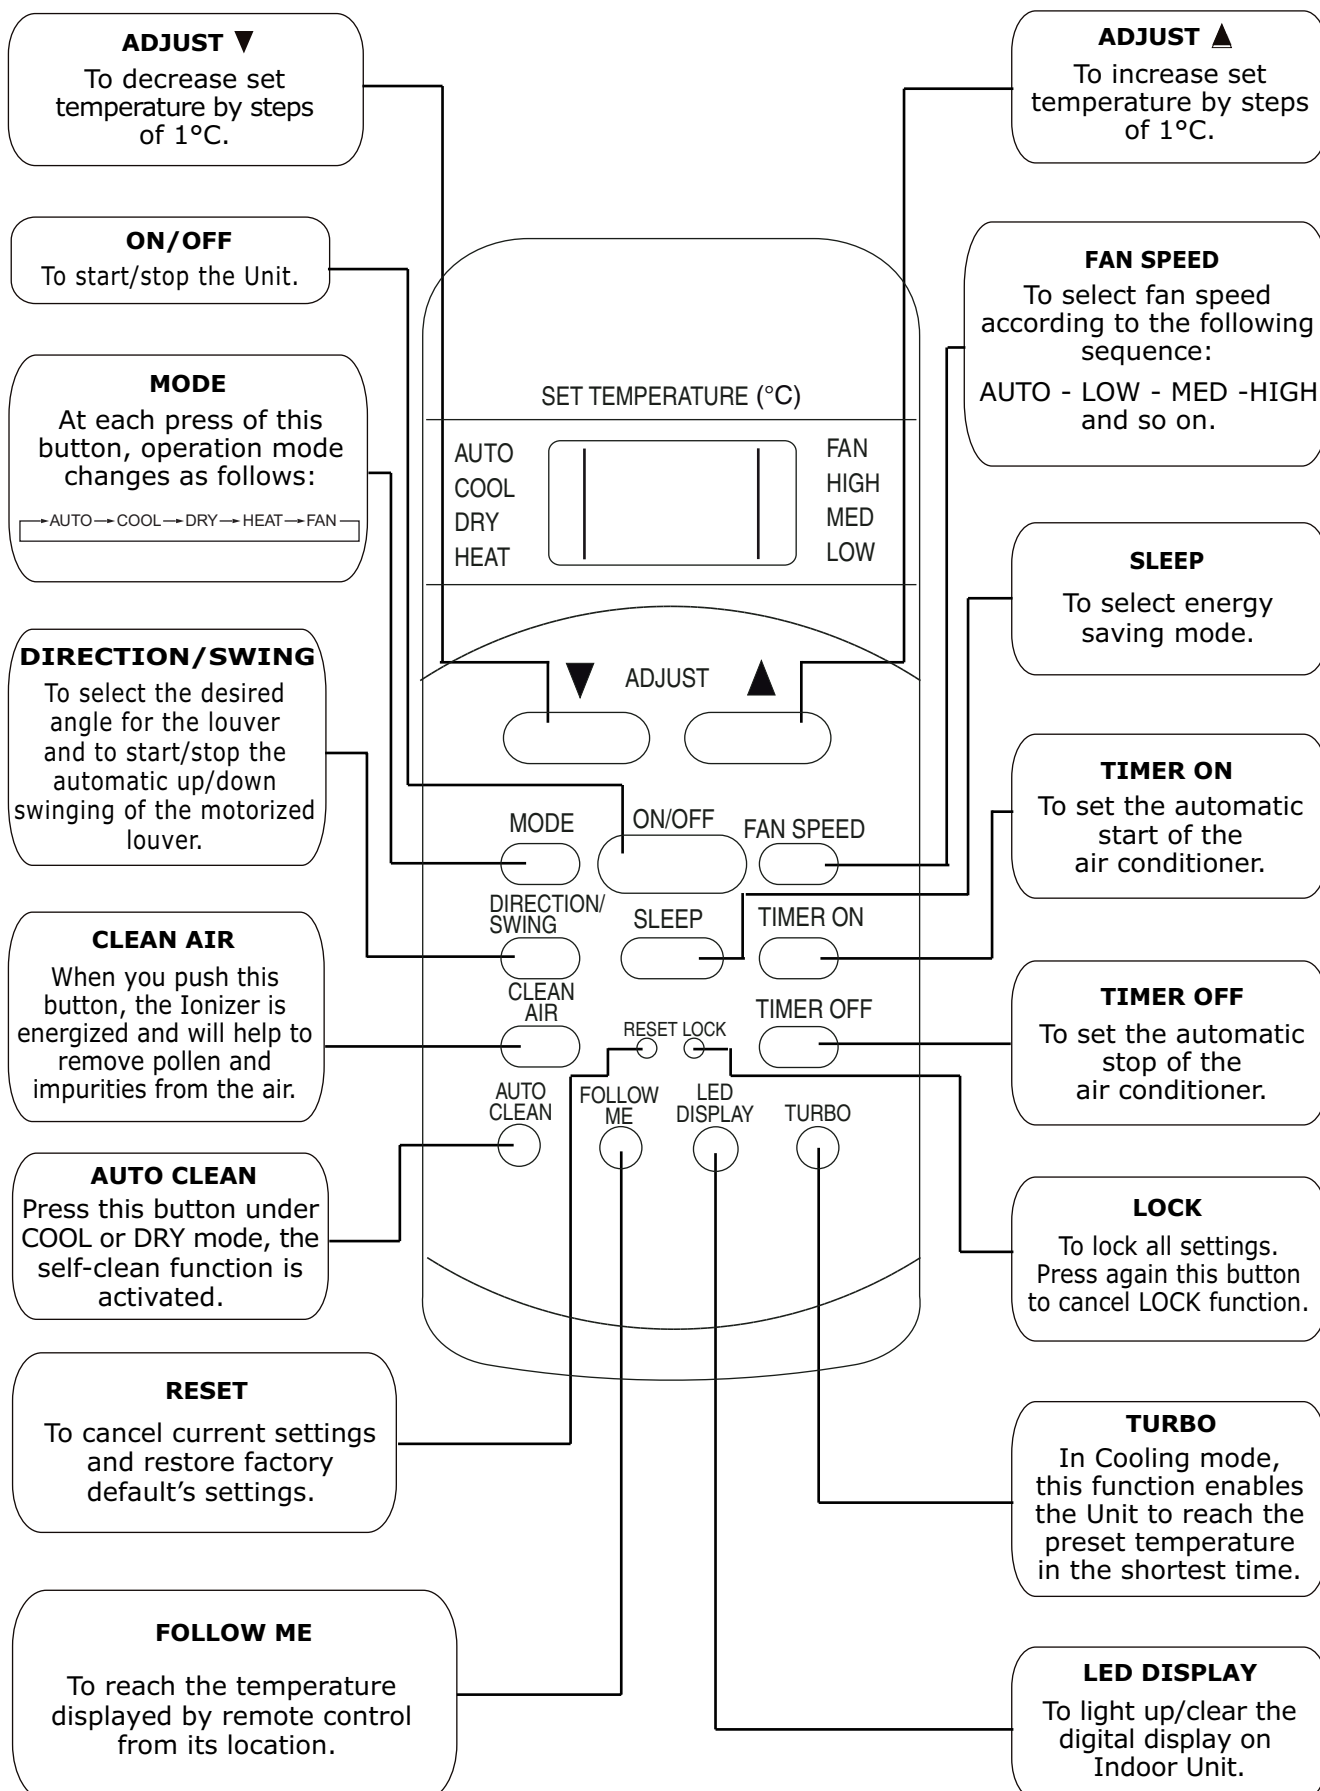 ADJUST ▼
To decrease set
temperature by steps
of 1°C.
ADJUST ▲
To increase set
temperature by steps
of 1°C.
ON/OFF
To start/stop the Unit.
FAN SPEED
To select fan speed
according to the following
sequence:
AUTO - LOW - MED -HIGH
and so on.
MODE
At each press of this
button, operation mode
changes as follows:
AUTO→COOL→DRY→HEAT→FAN
SLEEP
To select energy
saving mode.
DIRECTION/SWING
To select the desired
angle for the louver
and to start/stop the
automatic up/down
swinging of the motorized
louver.
TIMER ON
To set the automatic
start of the
air conditioner.
CLEAN AIR
When you push this
button, the Ionizer is
energized and will help to
remove pollen and
impurities from the air.
TIMER OFF
To set the automatic
stop of the
air conditioner.
AUTO CLEAN
Press this button under
COOL or DRY mode, the
self-clean function is
activated.
LOCK
To lock all settings.
Press again this button
to cancel LOCK function.
RESET
To cancel current settings
and restore factory
default's settings.
TURBO
In Cooling mode,
this function enables
the Unit to reach the
preset temperature
in the shortest time.
FOLLOW ME
To reach the temperature
displayed by remote control
from its location.
LED DISPLAY
To light up/clear the
digital display on
Indoor Unit.
SET TEMPERATURE (°C)
AUTO
COOL
DRY
HEAT
FAN
HIGH
MED
LOW
▼ ADJUST ▲
MODE
ON/OFF
FAN SPEED
DIRECTION/
SWING
SLEEP
TIMER ON
CLEAN
AIR
RESET LOCK
TIMER OFF
AUTO
CLEAN
FOLLOW
ME
LED
DISPLAY
TURBO